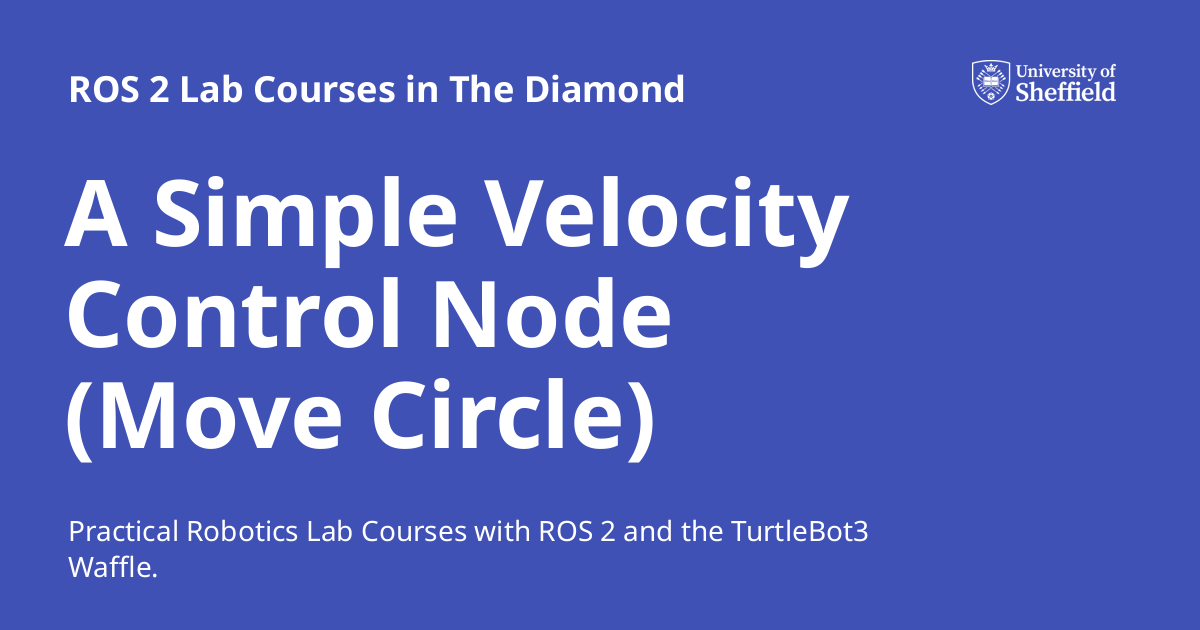 ROS 2 Lab Courses in The Diamond
University of
Sheffield
A Simple Velocity
Control Node
(Move Circle)
Practical Robotics Lab Courses with ROS 2 and the TurtleBot3
Waffle.